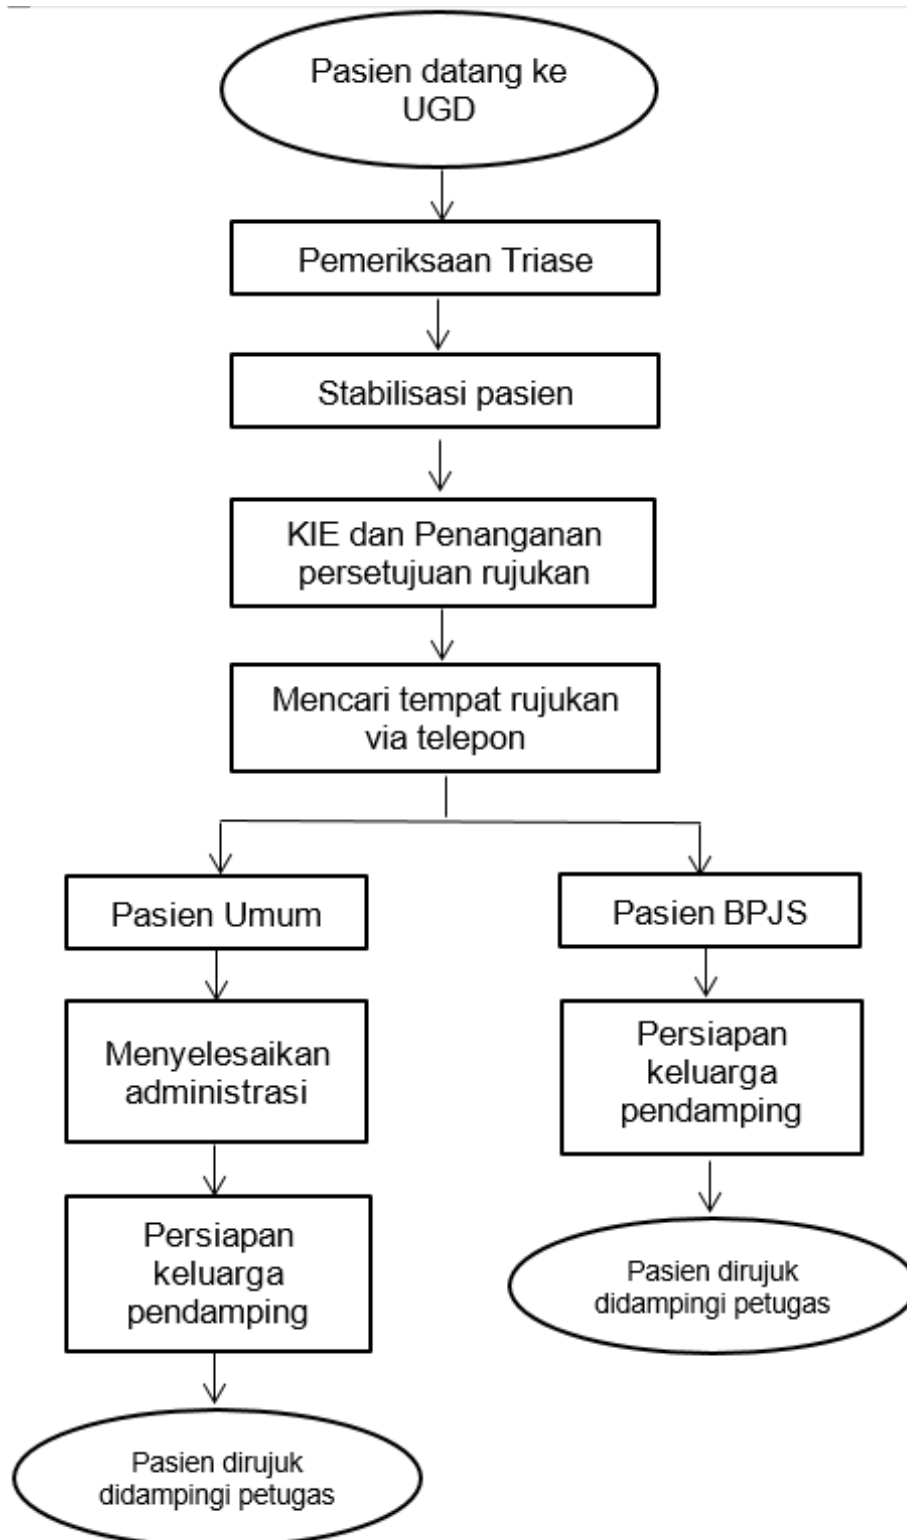 Pasien datang ke
UGD
Pemeriksaan Triase
Stabilisasi pasien
KIE dan Penanganan
persetujuan rujukan
Mencari tempat rujukan
via telepon
Pasien Umum
Menyelesaikan
administrasi
Persiapan
keluarga
pendamping
Pasien dirujuk
didampingi petugas
Pasien BPJS
Persiapan
keluarga
pendamping
Pasien dirujuk
didampingi petugas